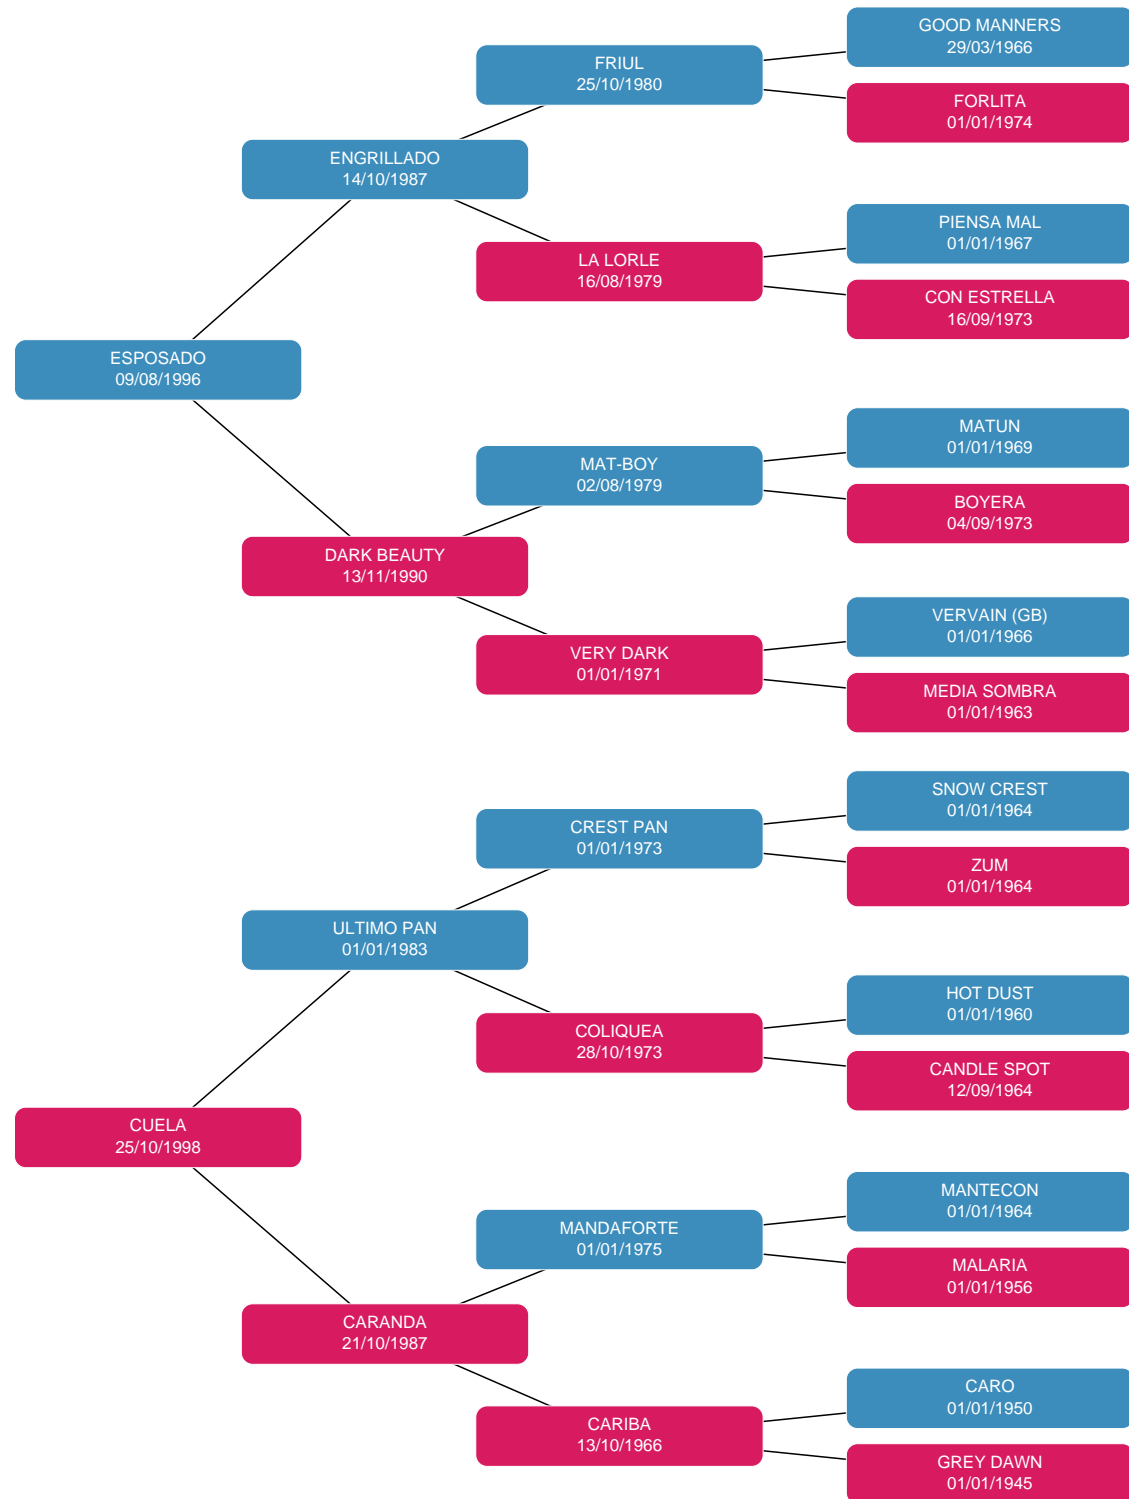 GOOD MANNERS
29/03/1966
FRIUL
25/10/1980
FORLITA
01/01/1974
ENGRILLADO
14/10/1987
PIENSA MAL
01/01/1967
LA LORLE
16/08/1979
CON ESTRELLA
16/09/1973
ESPOSADO
09/08/1996
MATUN
01/01/1969
MAT-BOY
02/08/1979
BOYERA
04/09/1973
DARK BEAUTY
13/11/1990
VERVAIN (GB)
01/01/1966
VERY DARK
01/01/1971
MEDIA SOMBRA
01/01/1963
SNOW CREST
01/01/1964
CREST PAN
01/01/1973
ZUM
01/01/1964
ULTIMO PAN
01/01/1983
HOT DUST
01/01/1960
COLIQUEA
28/10/1973
CANDLE SPOT
12/09/1964
CUELA
25/10/1998
MANTECON
01/01/1964
MANDAFORTE
01/01/1975
MALARIA
01/01/1956
CARANDA
21/10/1987
CARO
01/01/1950
CARIBA
13/10/1966
GREY DAWN
01/01/1945